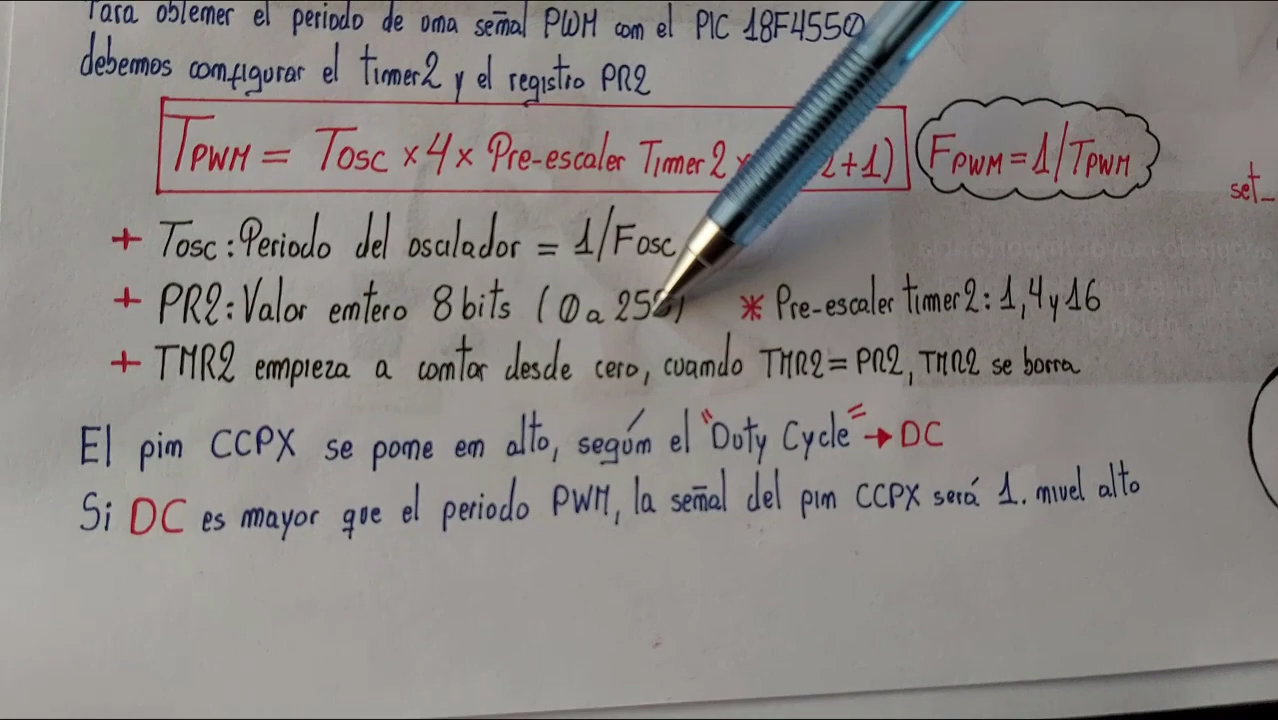 Para obtener el periodo de una señal PWM con el PIC 18F4550
debemos configurar el timer2 y el registro PR2
TPWM = Tosc x 4 x Pre-escaler Timer 2 x 2+1)
FPWM = 1/TPWM
set_
+ Tosc: Periodo del oscilador = 1/Fosc
+ PR2: Valor entero 8 bits (0 a 255)
* Pre-escaler timer2: 1,4 y 16
+ TMR2 empieza a contar desde cero, cuando TMR2 = PR2, TMR2 se borra
El pin CCPX se pone en alto, según el "Duty Cycle" → DC
Si DC es mayor que el periodo PWM, la señal del pin CCPX será 1. nivel alto